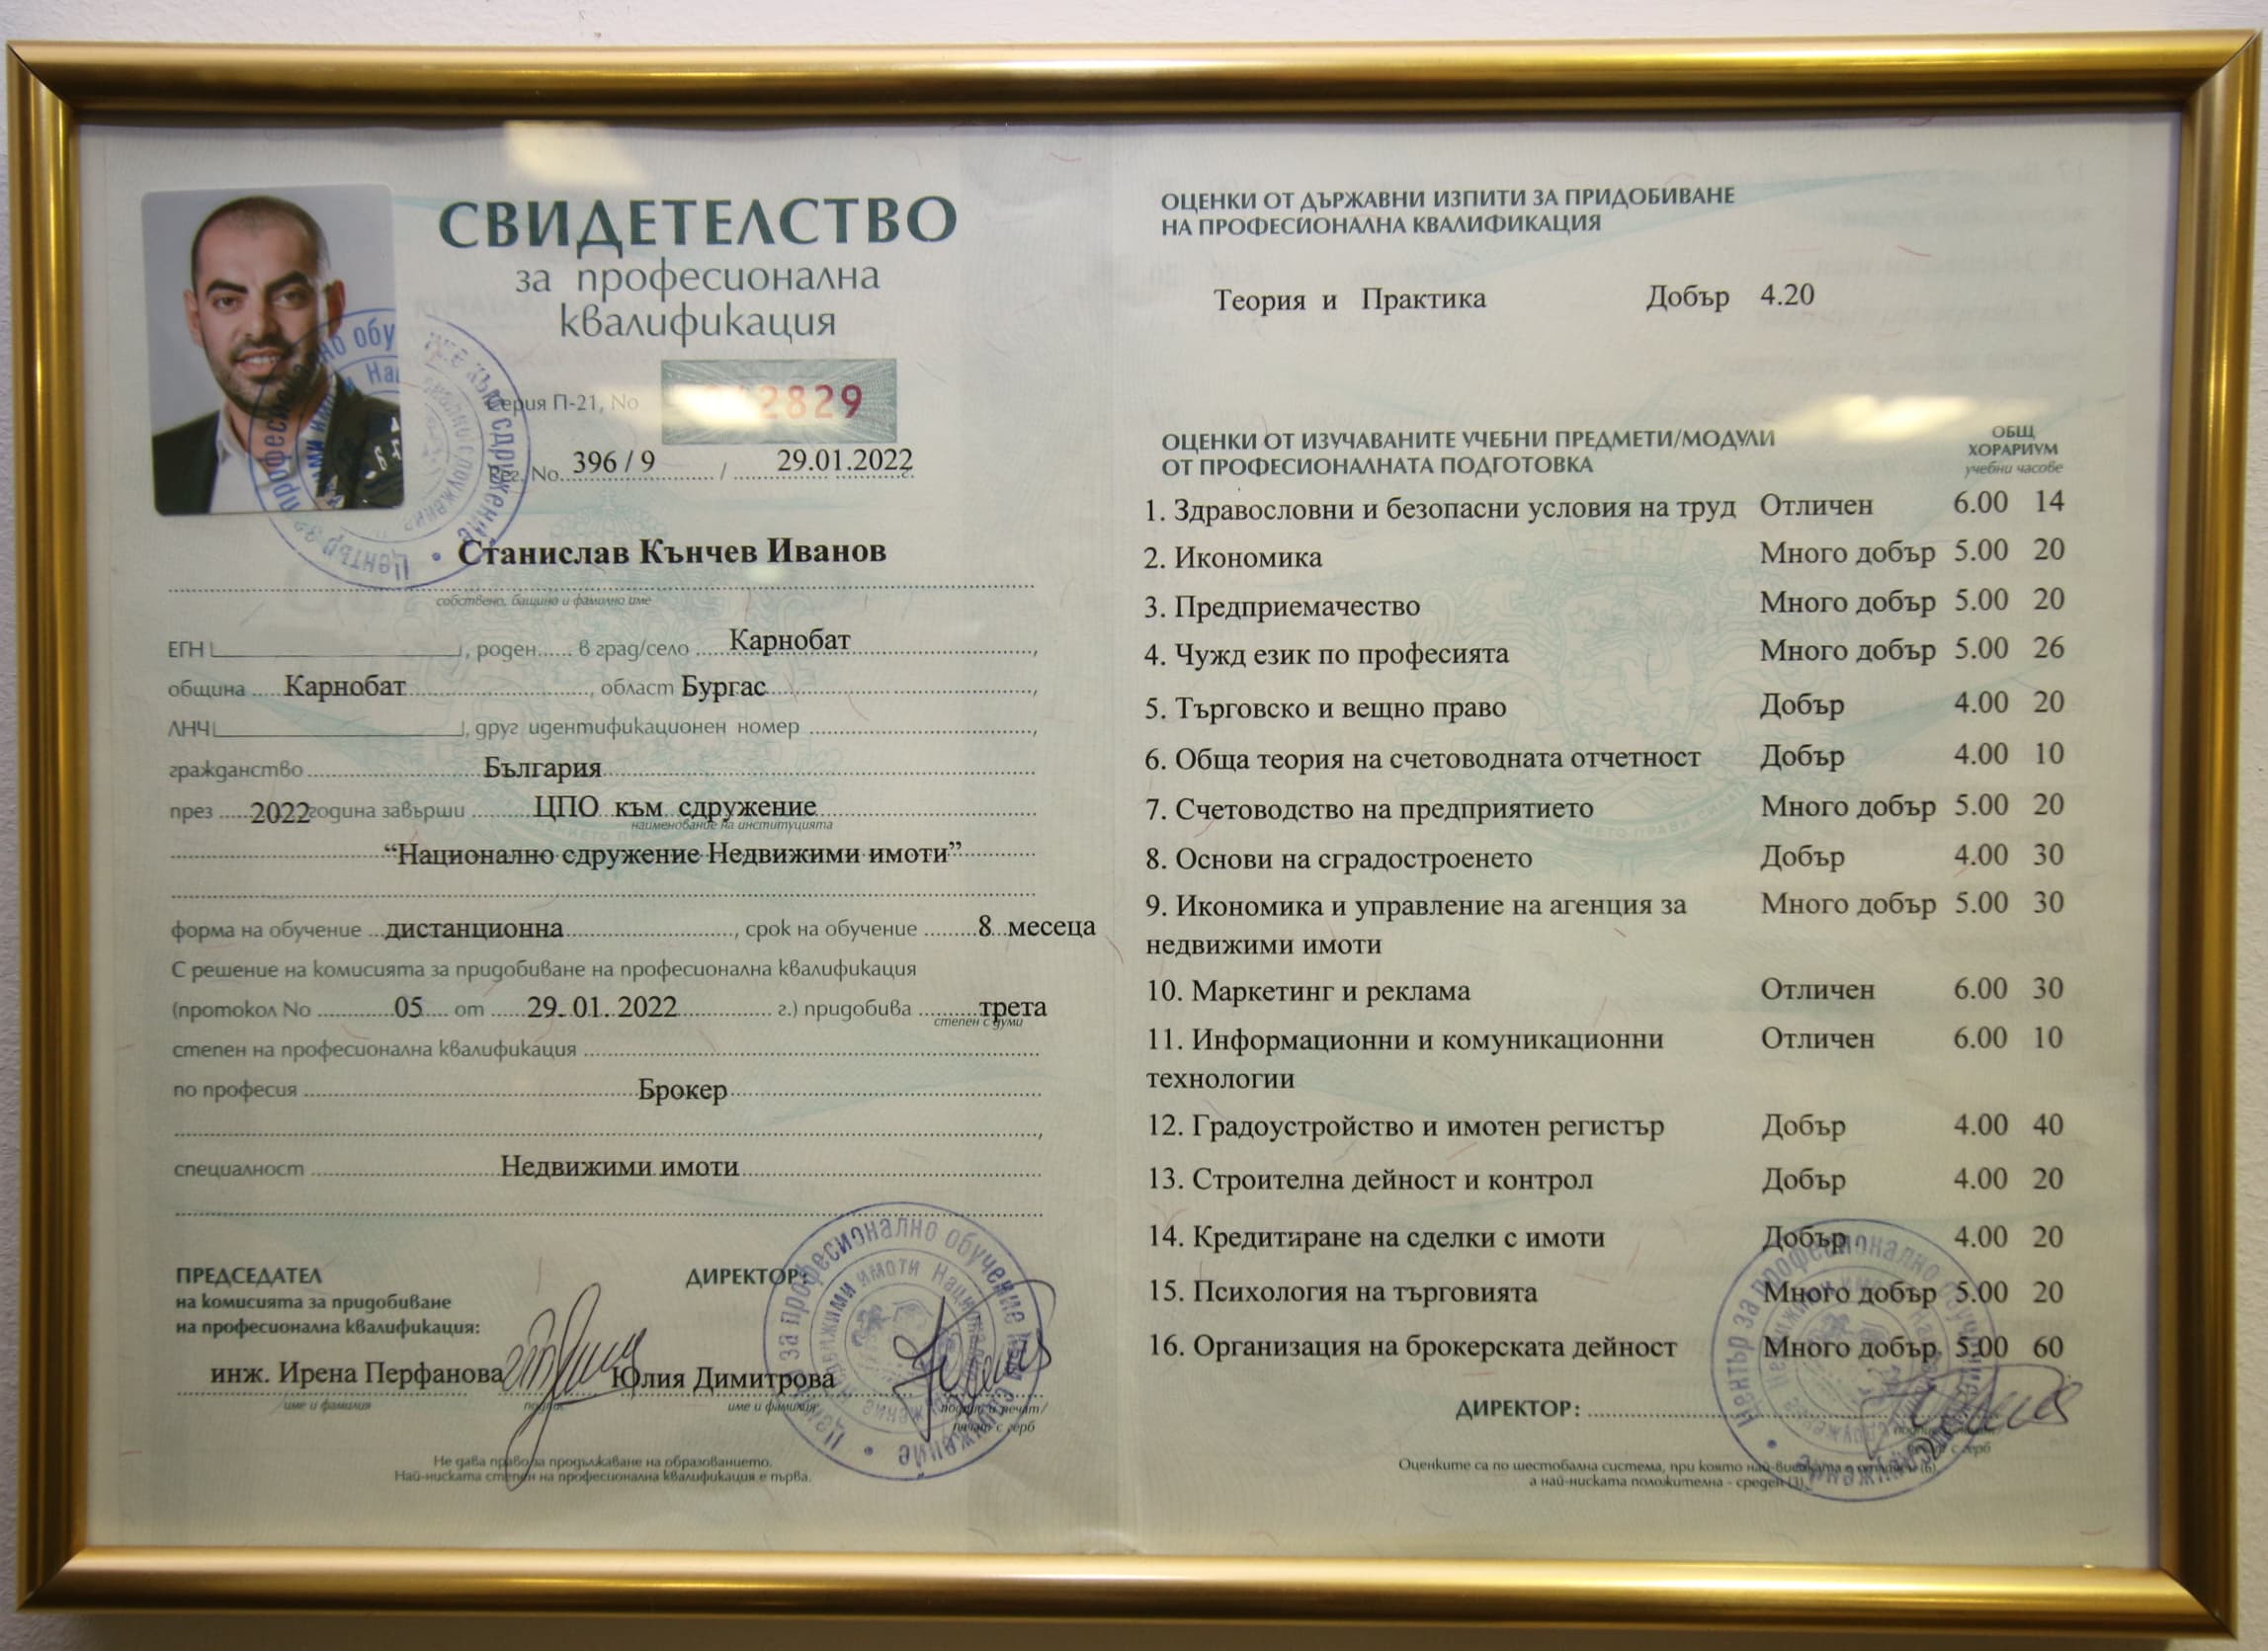 СВИДЕТЕЛСТВО
за професионална
квалификация
Серия П-21, No 2829
Рег. No 396 / 9 / 29.01.2022
Станислав Кънчев Иванов
собствено, бащино и фамилно име
ЕГН , роден...... в град/село Карнобат
община Карнобат, област Бургас
ЛНЧ , друг идентификационен номер
гражданство България
през 2022 година завърши ЦПО към сдружение
наименование на институцията
“Национално сдружение Недвижими имоти”
форма на обучение дистанционна, срок на обучение 8 месеца
С решение на комисията за придобиване на професионална квалификация
(протокол No 05 от 29. 01. 2022 г.) придобива трета
степен с думи
степен на професионална квалификация
по професия Брокер
специалност Недвижими имоти
ПРЕДСЕДАТЕЛ
на комисията за придобиване
на професионална квалификация:
ДИРЕКТОР:
инж. Ирена Перфанова Юлия Димитрова
име и фамилия име и фамилия подпис и печат/
печат с герб
Не дава право за продължаване на образованието.
Най-ниската степен на професионална квалификация е първа.
ОЦЕНКИ ОТ ДЪРЖАВНИ ИЗПИТИ ЗА ПРИДОБИВАНЕ
НА ПРОФЕСИОНАЛНА КВАЛИФИКАЦИЯ
Теория и Практика Добър 4.20
ОЦЕНКИ ОТ ИЗУЧАВАНИТЕ УЧЕБНИ ПРЕДМЕТИ/МОДУЛИ
ОТ ПРОФЕСИОНАЛНАТА ПОДГОТОВКА
ОБЩ
ХОРАРИУМ
учебни часове
1. Здравословни и безопасни условия на труд Отличен 6.00 14
2. Икономика Много добър 5.00 20
3. Предприемачество Много добър 5.00 20
4. Чужд език по професията Много добър 5.00 26
5. Търговско и вещно право Добър 4.00 20
6. Обща теория на счетоводната отчетност Добър 4.00 10
7. Счетоводство на предприятието Много добър 5.00 20
8. Основи на сградостроенето Добър 4.00 30
9. Икономика и управление на агенция за Много добър 5.00 30
недвижими имоти
10. Маркетинг и реклама Отличен 6.00 30
11. Информационни и комуникационни Отличен 6.00 10
технологии
12. Градоустройство и имотен регистър Добър 4.00 40
13. Строителна дейност и контрол Добър 4.00 20
14. Кредитиране на сделки с имоти Добър 4.00 20
15. Психология на търговията Много добър 5.00 20
16. Организация на брокерската дейност Много добър 5.00 60
ДИРЕКТОР:
Оценките са по шестобална система, при която най-високата е отличен (6),
а най-ниската положителна - среден (3).